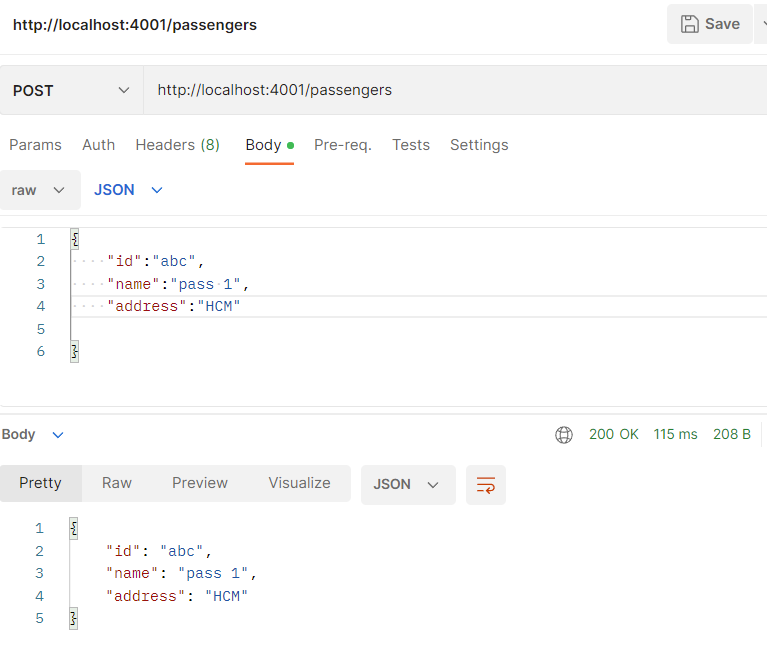 http://localhost:4001/passengers
Save
POST
http://localhost:4001/passengers
Params Auth Headers (8) Body Pre-req. Tests Settings
raw JSON
1 {
2 ····"id":"abc",
3 ····"name":"pass·1",
4 ····"address":"HCM"
5
6 }
Body 200 OK 115 ms 208 B
Pretty Raw Preview Visualize JSON
1 {
2 "id": "abc",
3 "name": "pass 1",
4 "address": "HCM"
5 }